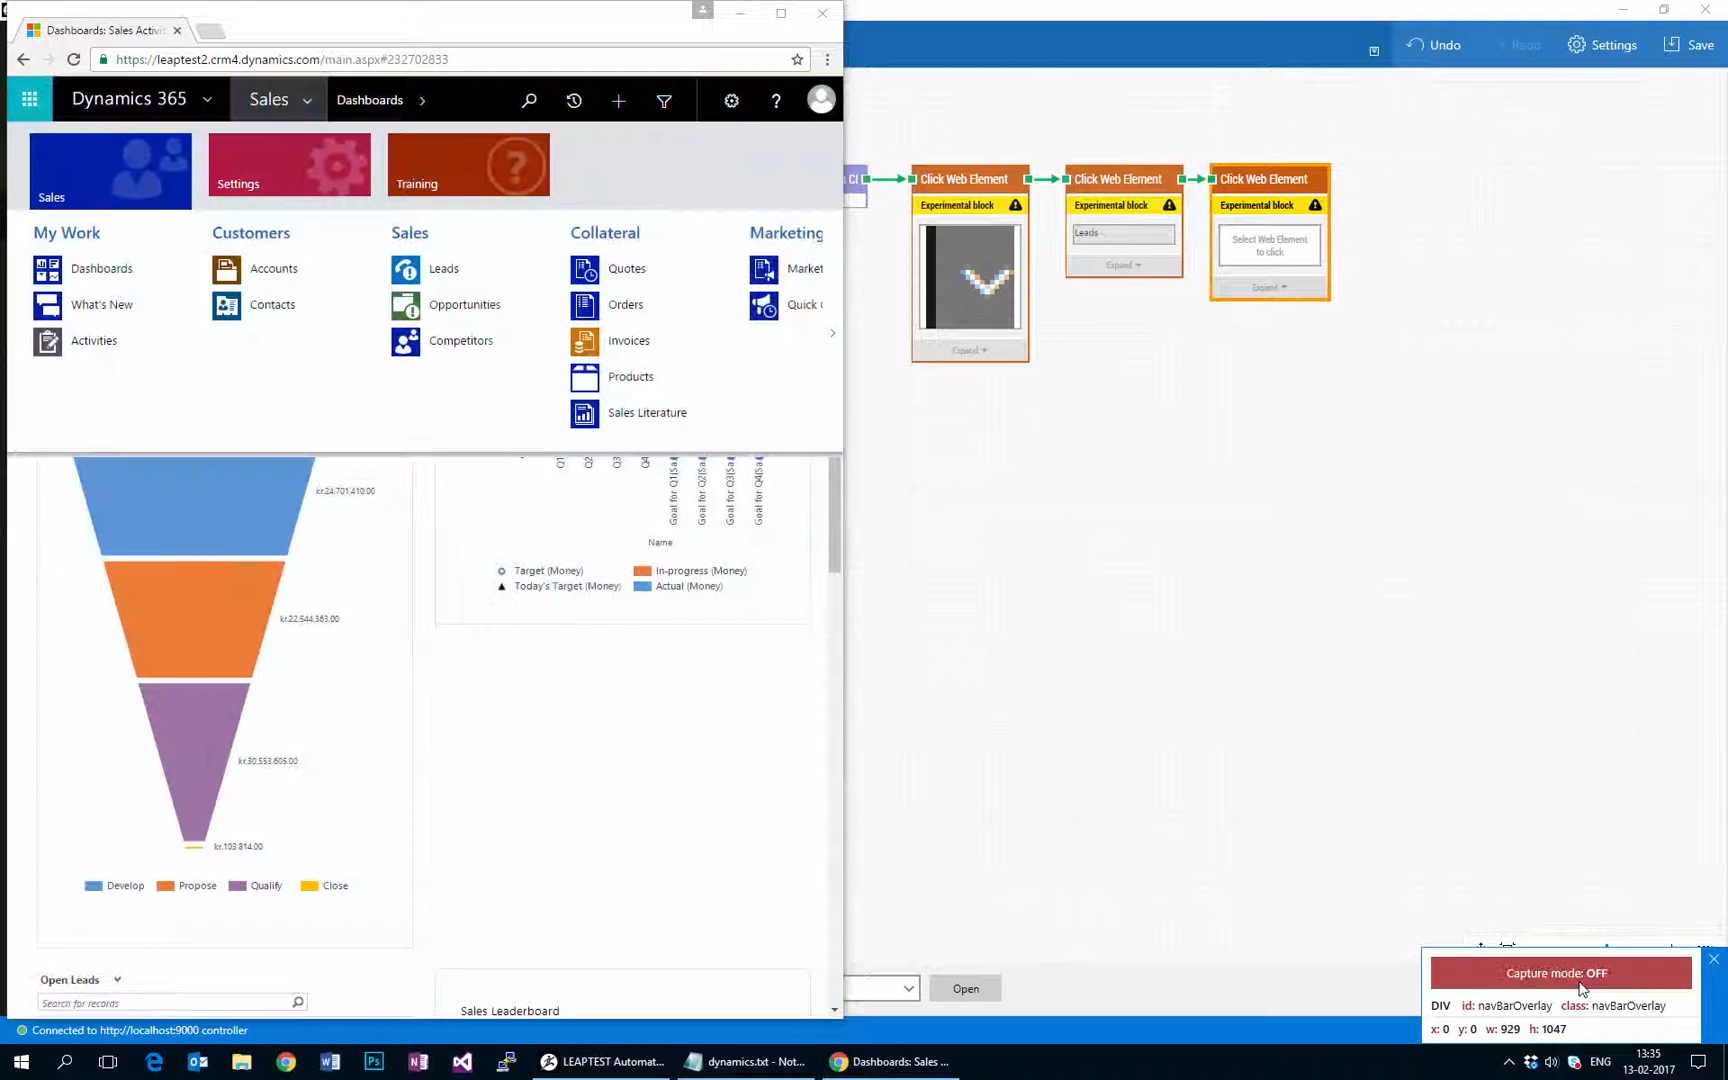 Dashboards: Sales Activit
https://leaptest2.crm4.dynamics.com/main.aspx#232702833
Undo
Redo
Settings
Save
Dynamics 365
Sales
Dashboards
Sales
Settings
Training
My Work
Customers
Sales
Collateral
Marketing
Dashboards
Accounts
Leads
Quotes
Market
What's New
Contacts
Opportunities
Orders
Quick C
Activities
Competitors
Invoices
Products
Sales Literature
CI
Click Web Element
Click Web Element
Click Web Element
Experimental block
Experimental block
Experimental block
Leads
Select Web Element
to click
Expand
Expand
Expand
kr.24,701,410.00
kr.22,544,363.00
kr.30,553,605.00
kr.103,814.00
Develop
Propose
Qualify
Close
Q1
Q2
Q3
Q4
Goal for Q1(Sa
Goal for Q2(Sa
Goal for Q3(Sa
Goal for Q4(Sa
Name
Target (Money)
In-progress (Money)
Today's Target (Money)
Actual (Money)
Open Leads
Search for records
Sales Leaderboard
Open
Capture mode: OFF
DIV id: navBarOverlay class: navBarOverlay
x: 0 y: 0 w: 929 h: 1047
Connected to http://localhost:9000 controller
LEAPTEST Automat...
dynamics.txt - Not...
Dashboards: Sales ...
ENG
13:35
13-02-2017